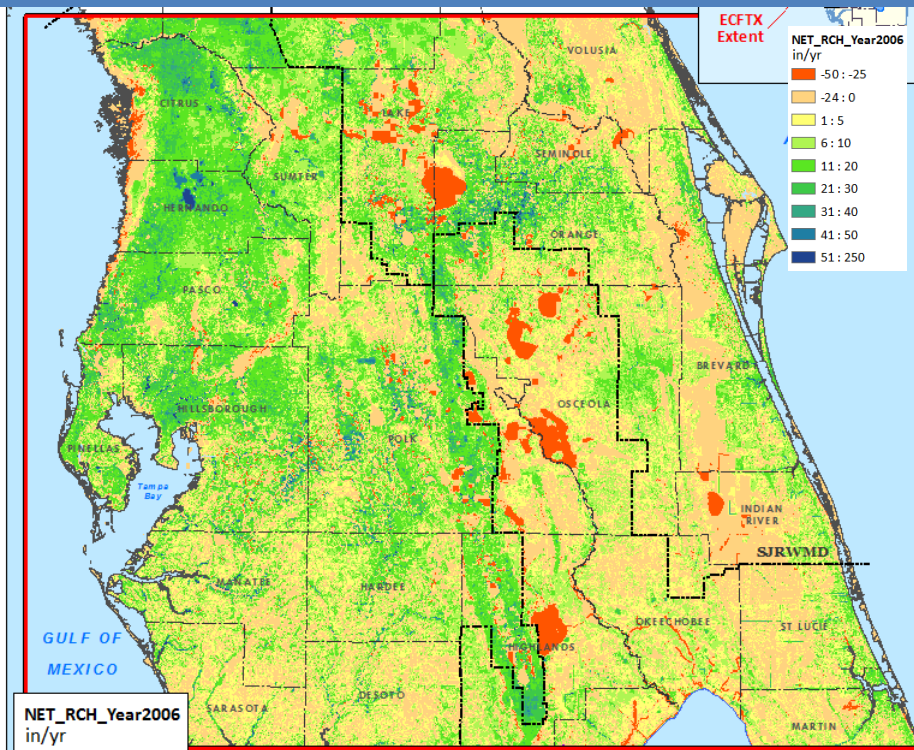 ECFTX
Extent
NET_RCH_Year2006
in/yr
-50 : -25
-24 : 0
1 : 5
6 : 10
11 : 20
21 : 30
31 : 40
41 : 50
51 : 250
VOLUSIA
CITRUS
LAKE
SEMINOLE
SUMTER
HERNANDO
ORANGE
PASCO
BREVARD
OSCEOLA
HILLSBOROUGH
POLK
PINELLAS
Tampa
Bay
INDIAN
RIVER
SJRWMD
MANATEE
HARDEE
OKEECHOBEE
ST LUCIE
GULF OF
MEXICO
HIGHLANDS
DESOTO
SARASOTA
MARTIN
NET_RCH_Year2006
in/yr